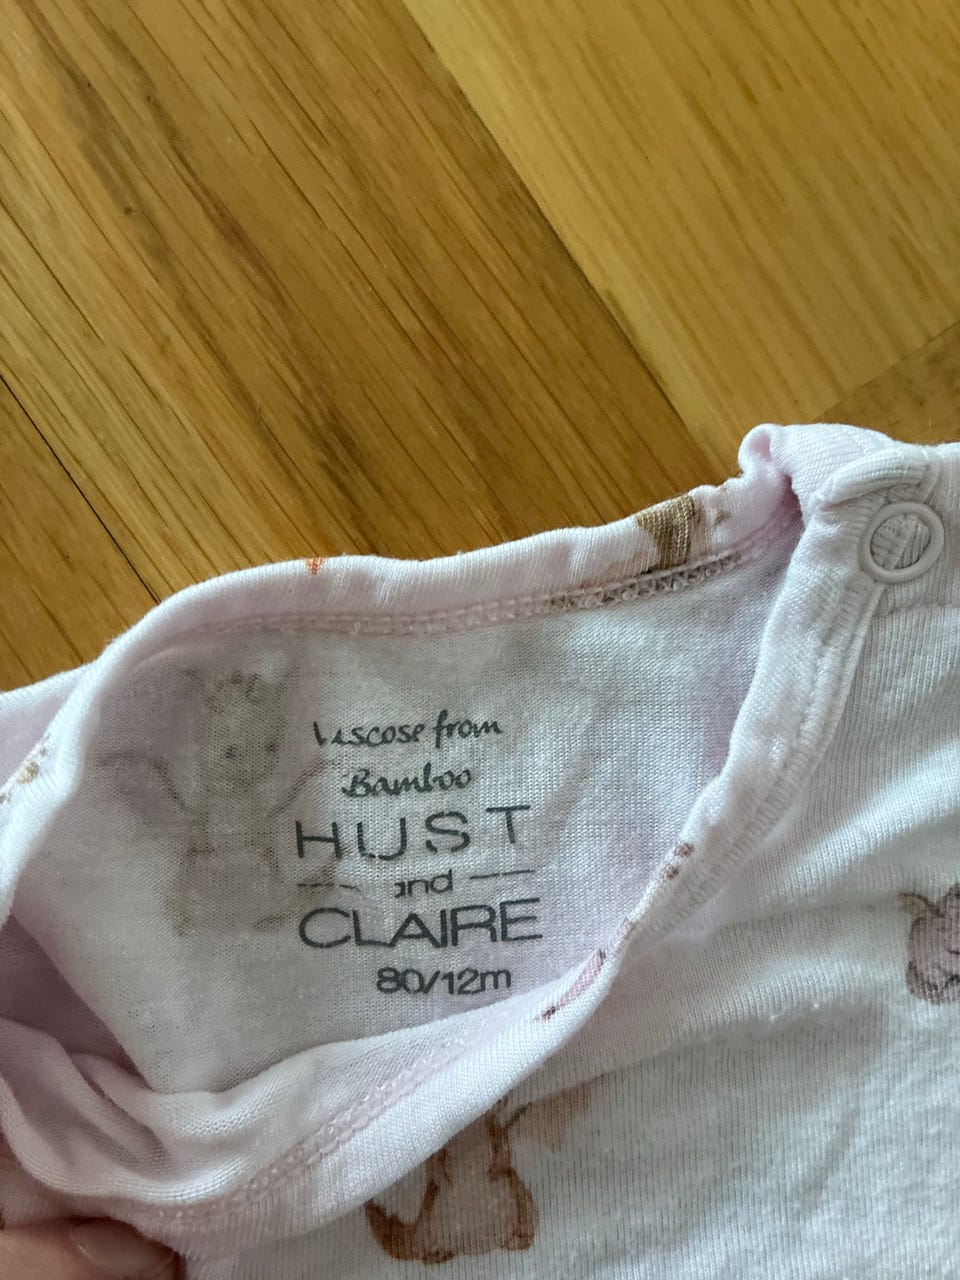 Viscose from
Bamboo
HUST
and
CLAIRE
80/12m